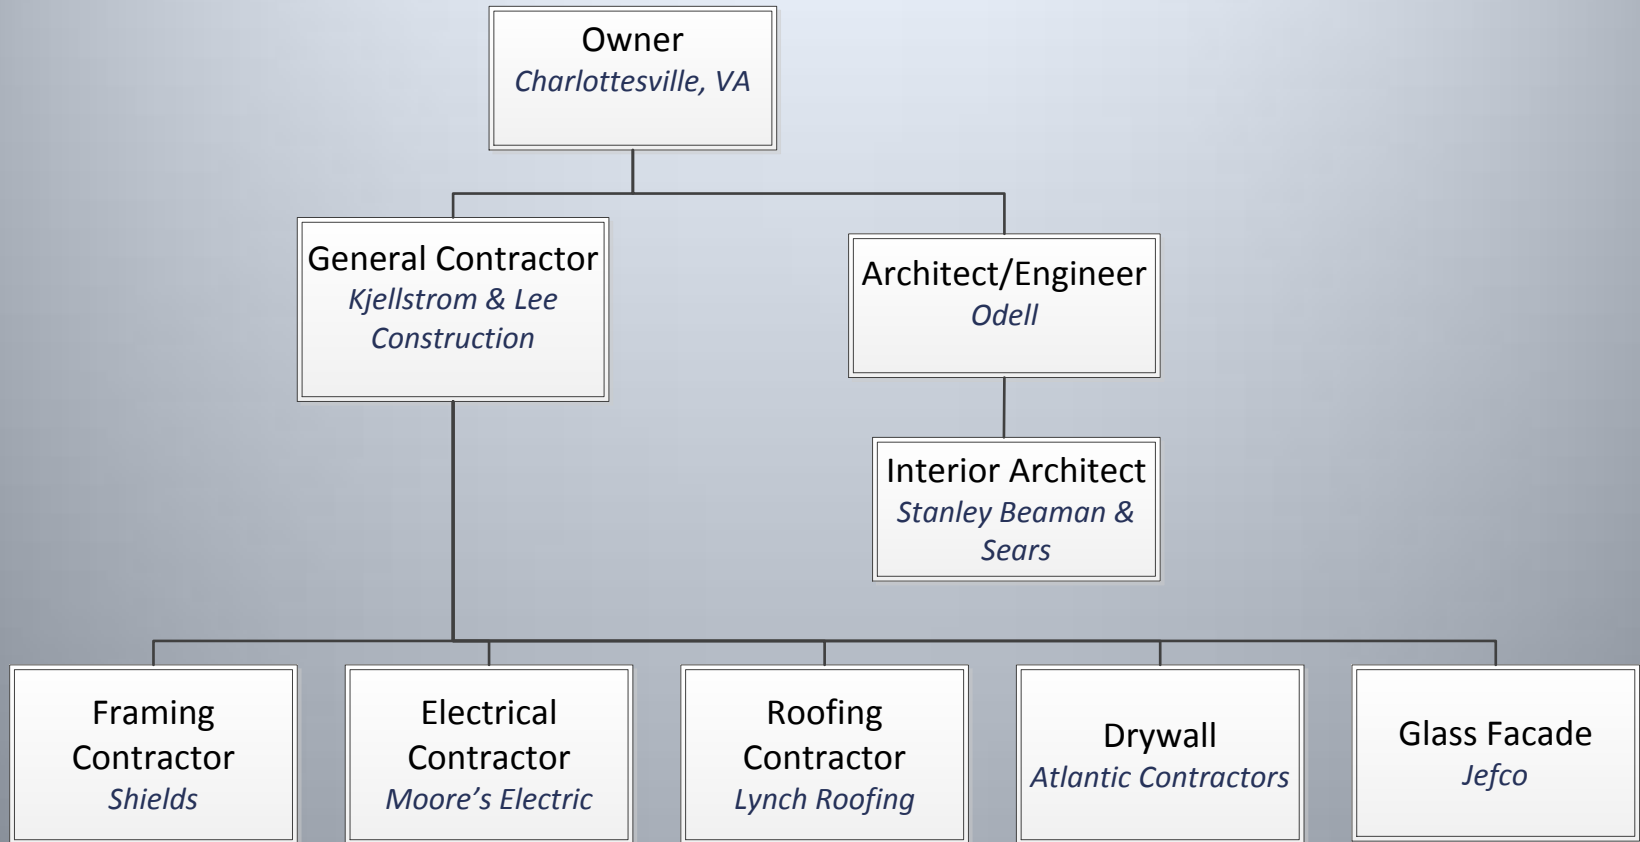 Owner
Charlottesville, VA
General Contractor
Kjellstrom & Lee
Construction
Architect/Engineer
Odell
Interior Architect
Stanley Beaman &
Sears
Framing
Contractor
Shields
Electrical
Contractor
Moore’s Electric
Roofing
Contractor
Lynch Roofing
Drywall
Atlantic Contractors
Glass Facade
Jefco